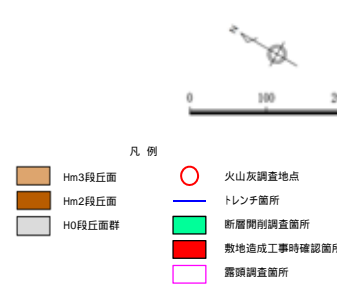 N
0 100 2
凡 例
Hm3段丘面
Hm2段丘面
H0段丘面群
火山灰調査地点
トレンチ箇所
断層開削調査箇所
敷地造成工事時確認箇所
露頭調査箇所